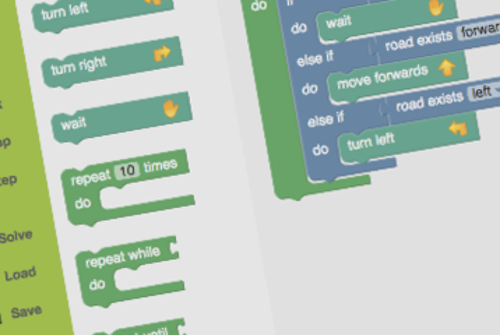 turn left
turn right
wait
repeat 10 times
do
repeat while
do
until
Solve
Load
Save
do
if
do wait
else if road exists forwar
do move forwards
else if road exists left
do turn left